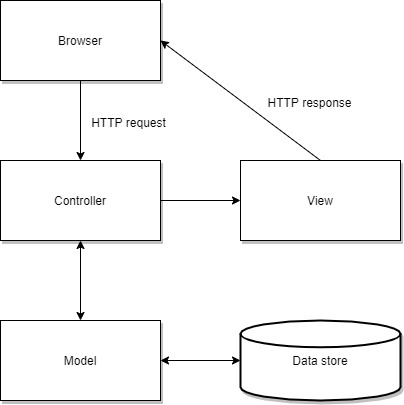 Browser
HTTP response
HTTP request
Controller
View
Model
Data store